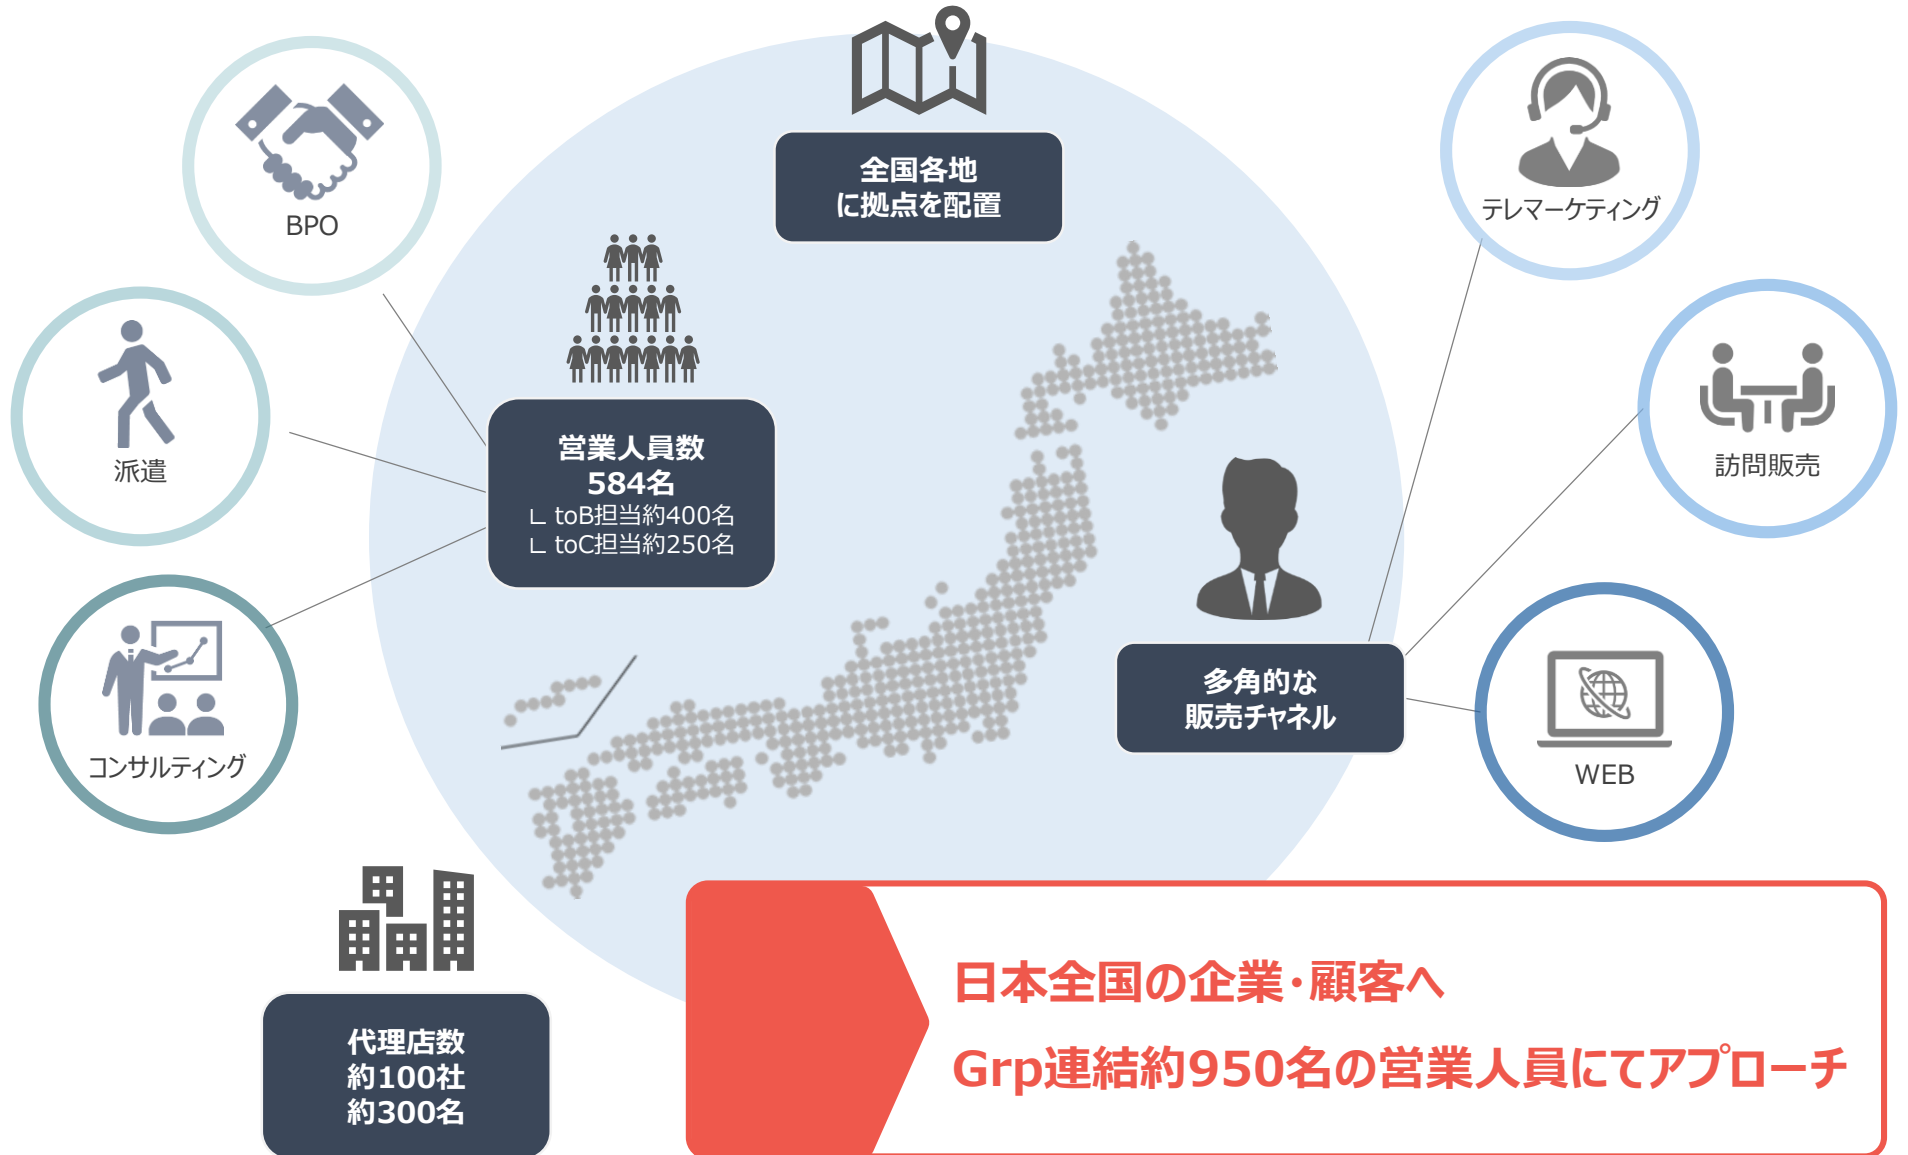 全国各地
に拠点を配置
BPO
派遣
コンサルティング
営業人員数
584名
∟ toB担当約400名
∟ toC担当約250名
テレマーケティング
訪問販売
WEB
多角的な
販売チャネル
代理店数
約100社
約300名
日本全国の企業・顧客へ
Grp連結約950名の営業人員にてアプローチ